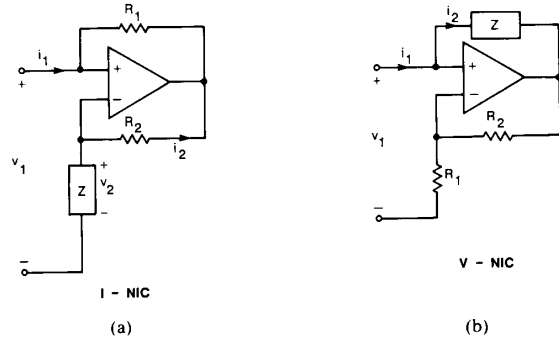 R1
i1
+
+
−
R2
i2
v1
+
Z
v2
−
−
I - NIC
(a)
i2
Z
i1
+
+
−
R2
v1
R1
−
V - NIC
(b)